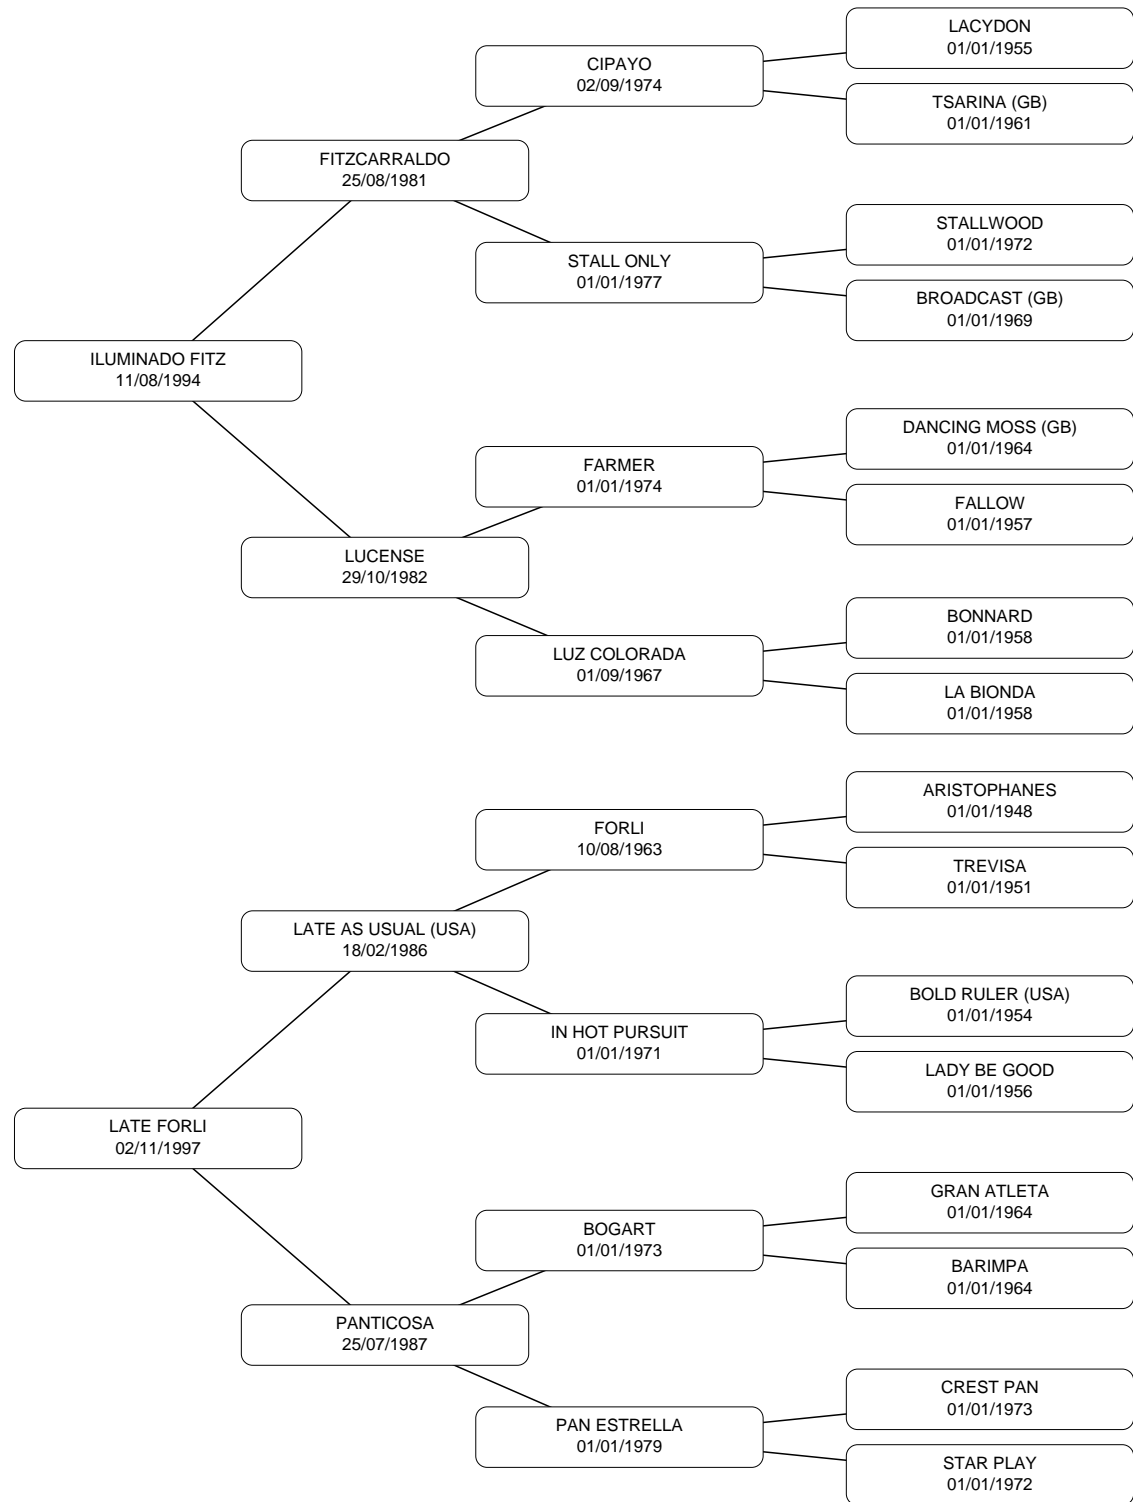 LACYDON
01/01/1955
CIPAYO
02/09/1974
TSARINA (GB)
01/01/1961
FITZCARRALDO
25/08/1981
STALLWOOD
01/01/1972
STALL ONLY
01/01/1977
BROADCAST (GB)
01/01/1969
ILUMINADO FITZ
11/08/1994
DANCING MOSS (GB)
01/01/1964
FARMER
01/01/1974
FALLOW
01/01/1957
LUCENSE
29/10/1982
BONNARD
01/01/1958
LUZ COLORADA
01/09/1967
LA BIONDA
01/01/1958
ARISTOPHANES
01/01/1948
FORLI
10/08/1963
TREVISA
01/01/1951
LATE AS USUAL (USA)
18/02/1986
BOLD RULER (USA)
01/01/1954
IN HOT PURSUIT
01/01/1971
LADY BE GOOD
01/01/1956
LATE FORLI
02/11/1997
GRAN ATLETA
01/01/1964
BOGART
01/01/1973
BARIMPA
01/01/1964
PANTICOSA
25/07/1987
CREST PAN
01/01/1973
PAN ESTRELLA
01/01/1979
STAR PLAY
01/01/1972